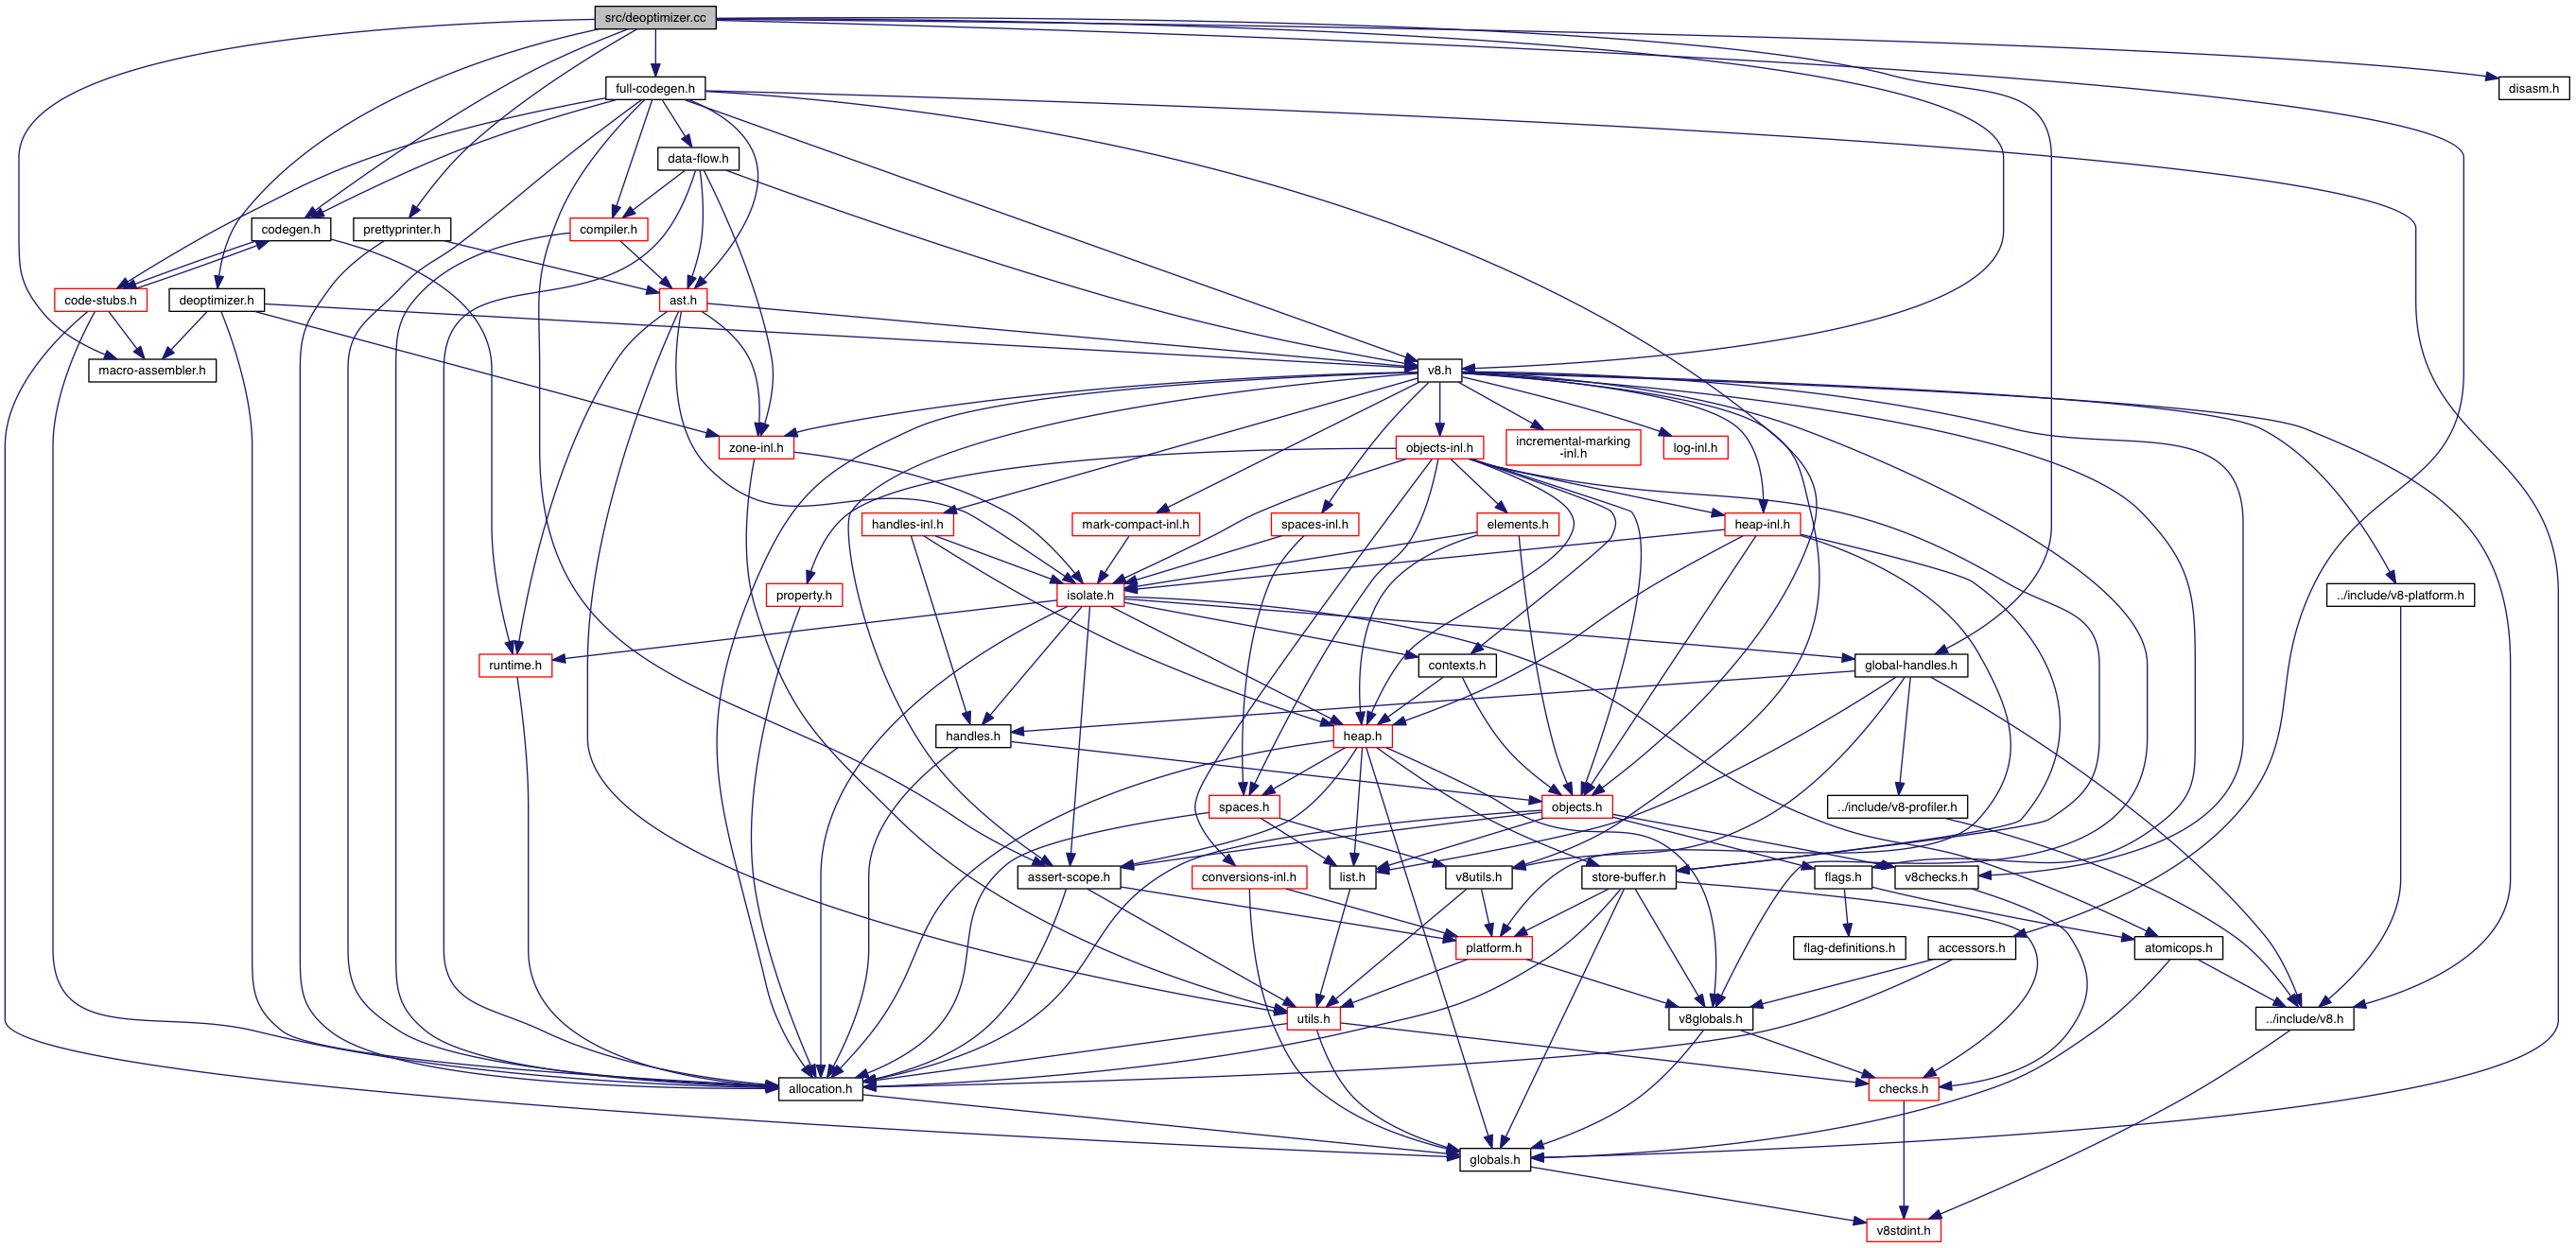 src/deoptimizer.cc
full-codegen.h
disasm.h
data-flow.h
codegen.h
prettyprinter.h
compiler.h
code-stubs.h
deoptimizer.h
ast.h
macro-assembler.h
v8.h
zone-inl.h
objects-inl.h
incremental-marking
-inl.h
log-inl.h
handles-inl.h
mark-compact-inl.h
spaces-inl.h
elements.h
heap-inl.h
property.h
isolate.h
../include/v8-platform.h
runtime.h
contexts.h
global-handles.h
handles.h
heap.h
spaces.h
objects.h
../include/v8-profiler.h
assert-scope.h
conversions-inl.h
list.h
v8utils.h
store-buffer.h
flags.h
v8checks.h
platform.h
flag-definitions.h
accessors.h
atomicops.h
utils.h
v8globals.h
../include/v8.h
allocation.h
checks.h
globals.h
v8stdint.h